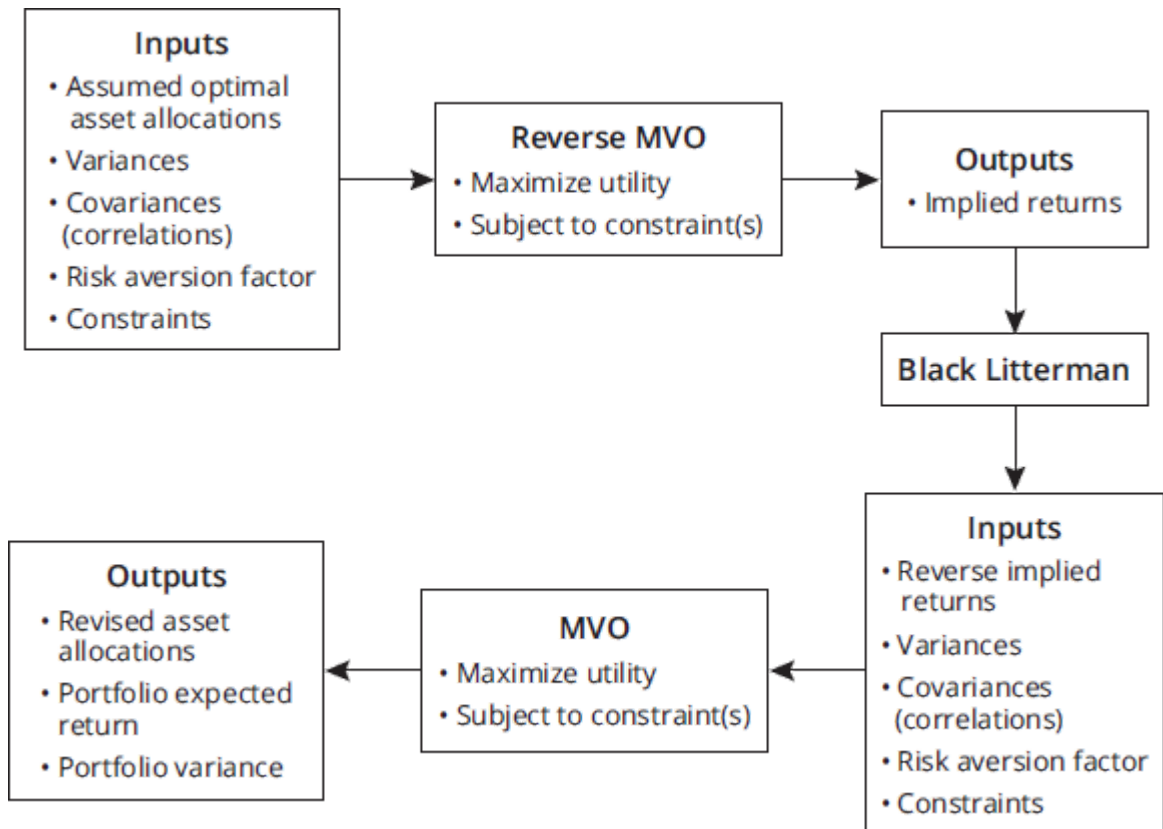 Inputs
• Assumed optimal
asset allocations
• Variances
• Covariances
(correlations)
• Risk aversion factor
• Constraints
Reverse MVO
• Maximize utility
• Subject to constraint(s)
Outputs
• Implied returns
Black Litterman
Inputs
• Reverse implied
returns
• Variances
• Covariances
(correlations)
• Risk aversion factor
• Constraints
MVO
• Maximize utility
• Subject to constraint(s)
Outputs
• Revised asset
allocations
• Portfolio expected
return
• Portfolio variance